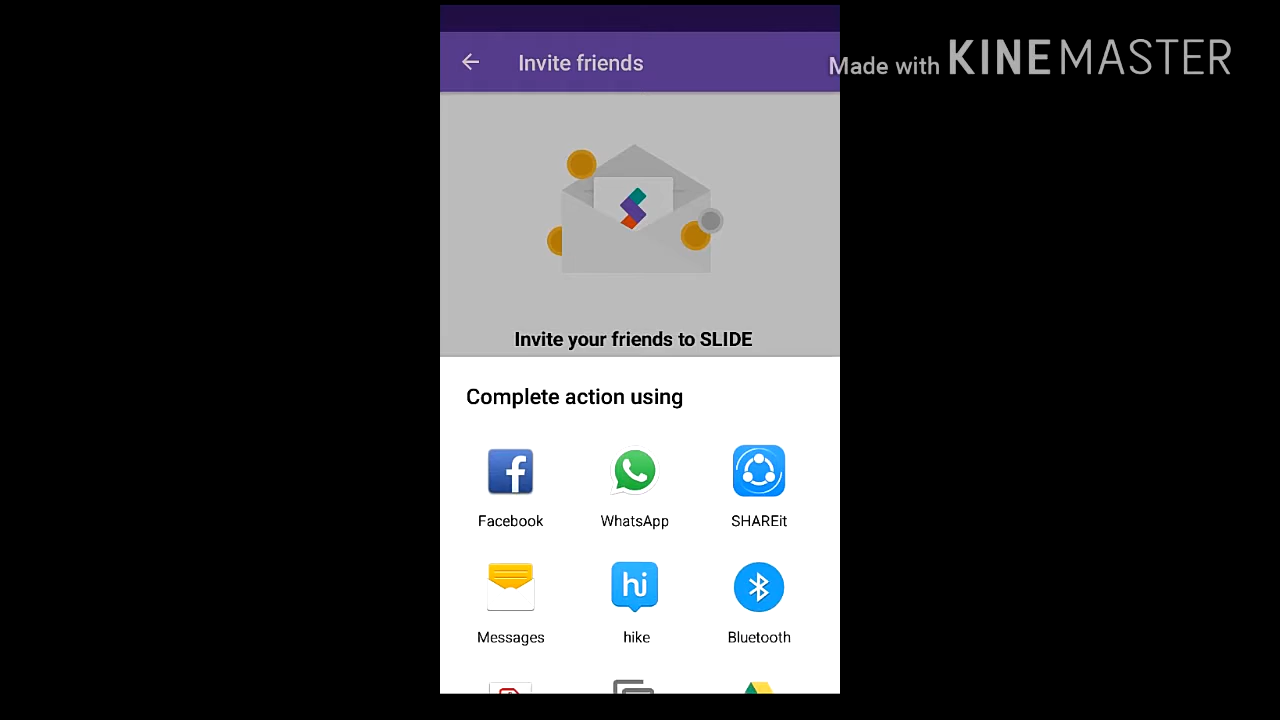 Invite friends
Made with KINEMASTER
Invite your friends to SLIDE
Complete action using
f
Facebook
WhatsApp
SHAREit
hi
Messages
hike
Bluetooth